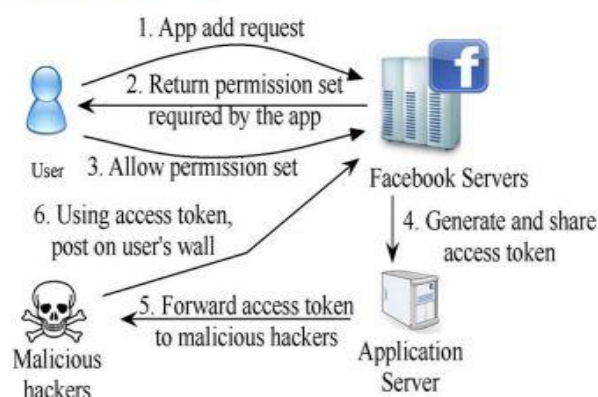 1. App add request
2. Return permission set
required by the app
User
3. Allow permission set
f
Facebook Servers
6. Using access token,
post on user's wall
4. Generate and share
access token
5. Forward access token
to malicious hackers
Malicious
hackers
Application
Server